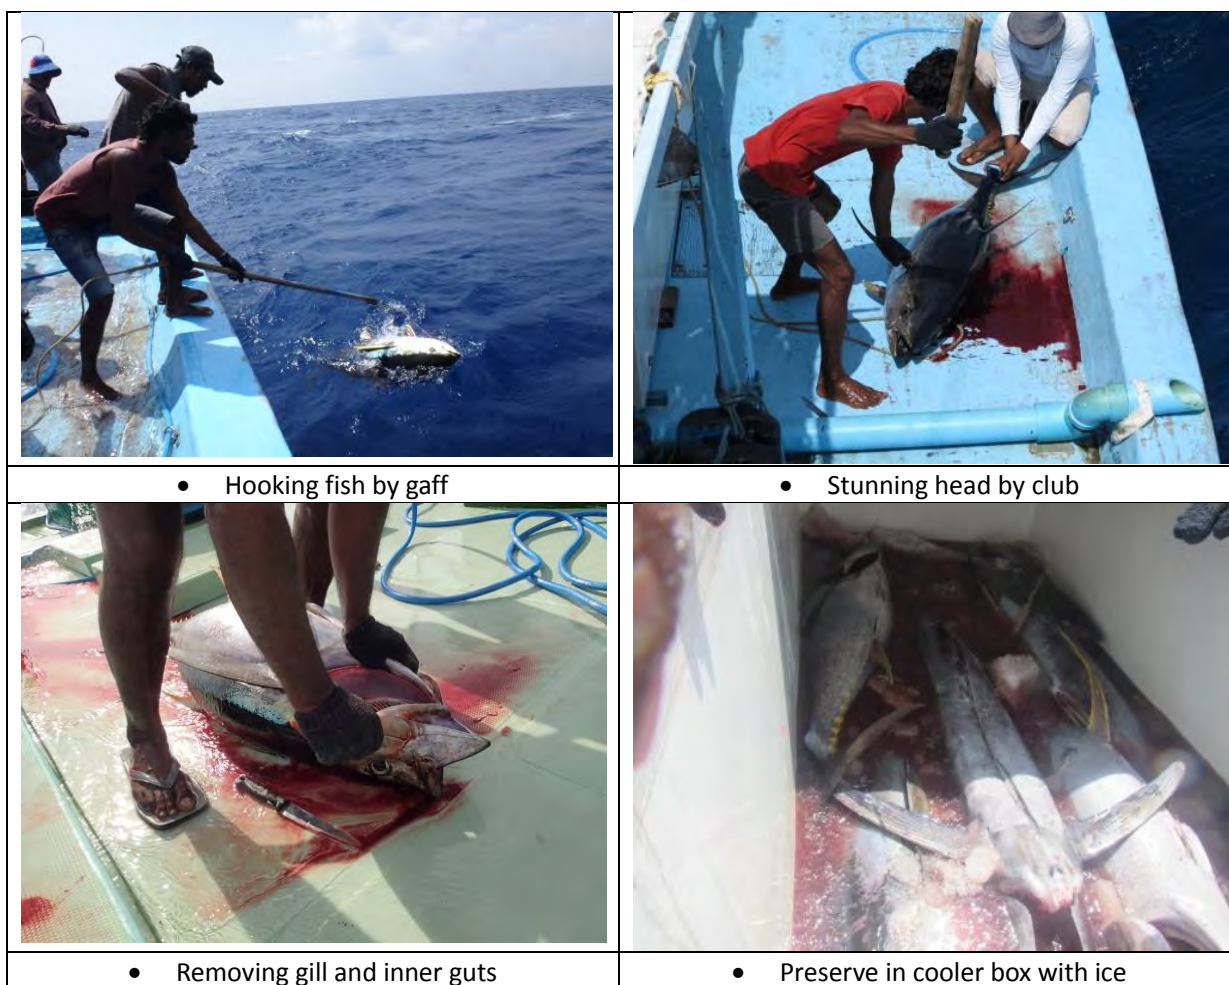 • Hooking fish by gaff
• Stunning head by club
• Removing gill and inner guts
• Preserve in cooler box with ice